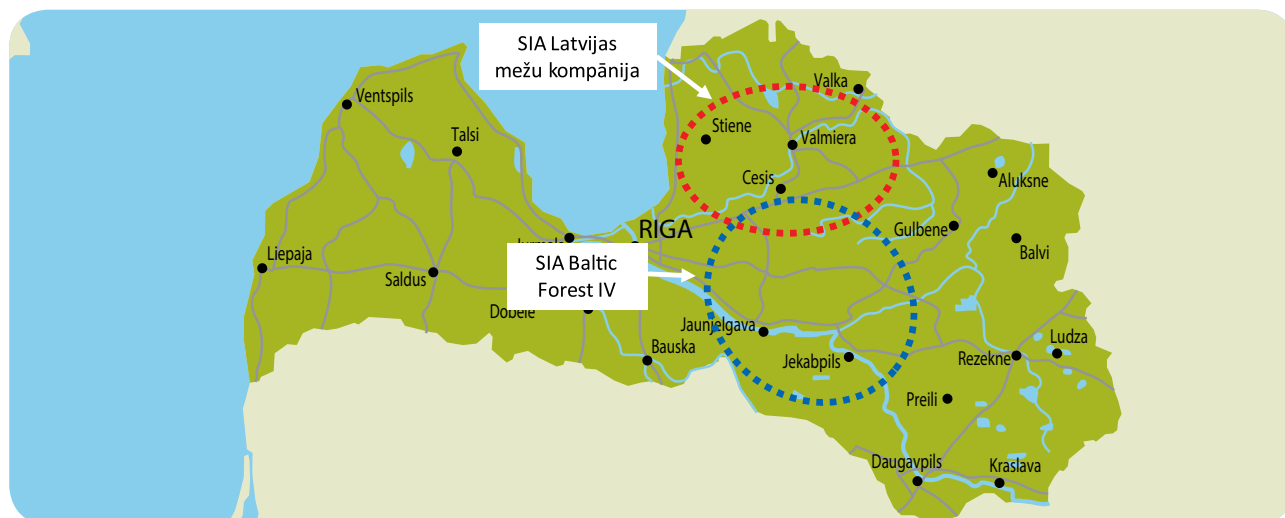 SIA Latvijas
mežu kompānija
Valka
Ventspils
Stiene
Talsi
Valmiera
Cesis
Aluksne
RIGA
Gulbene
Balvi
Liepaja
SIA Baltic
Forest IV
Saldus
Dobele
Jaunjelgava
Bauska
Jekabpils
Rezekne
Ludza
Preili
Daugavpils
Kraslava